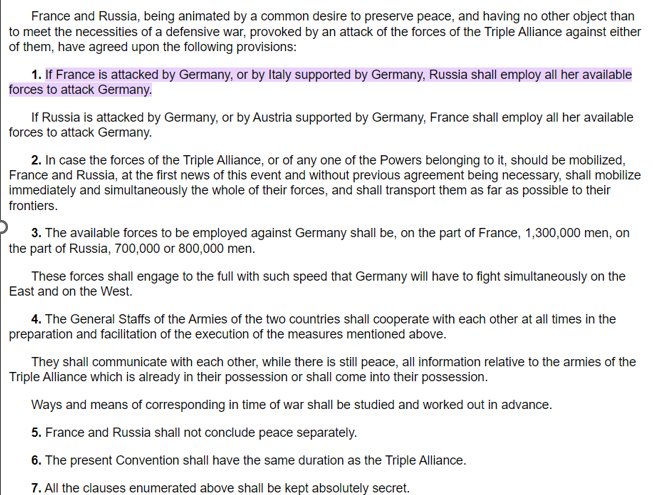 France and Russia, being animated by a common desire to preserve peace, and having no other object than
to meet the necessities of a defensive war, provoked by an attack of the forces of the Triple Alliance against either
of them, have agreed upon the following provisions:
1. If France is attacked by Germany, or by Italy supported by Germany, Russia shall employ all her available
forces to attack Germany.
If Russia is attacked by Germany, or by Austria supported by Germany, France shall employ all her available
forces to attack Germany.
2. In case the forces of the Triple Alliance, or of any one of the Powers belonging to it, should be mobilized,
France and Russia, at the first news of this event and without previous agreement being necessary, shall mobilize
immediately and simultaneously the whole of their forces, and shall transport them as far as possible to their
frontiers.
3. The available forces to be employed against Germany shall be, on the part of France, 1,300,000 men, on
the part of Russia, 700,000 or 800,000 men.
These forces shall engage to the full with such speed that Germany will have to fight simultaneously on the
East and on the West.
4. The General Staffs of the Armies of the two countries shall cooperate with each other at all times in the
preparation and facilitation of the execution of the measures mentioned above.
They shall communicate with each other, while there is still peace, all information relative to the armies of the
Triple Alliance which is already in their possession or shall come into their possession.
Ways and means of corresponding in time of war shall be studied and worked out in advance.
5. France and Russia shall not conclude peace separately.
6. The present Convention shall have the same duration as the Triple Alliance.
7. All the clauses enumerated above shall be kept absolutely secret.